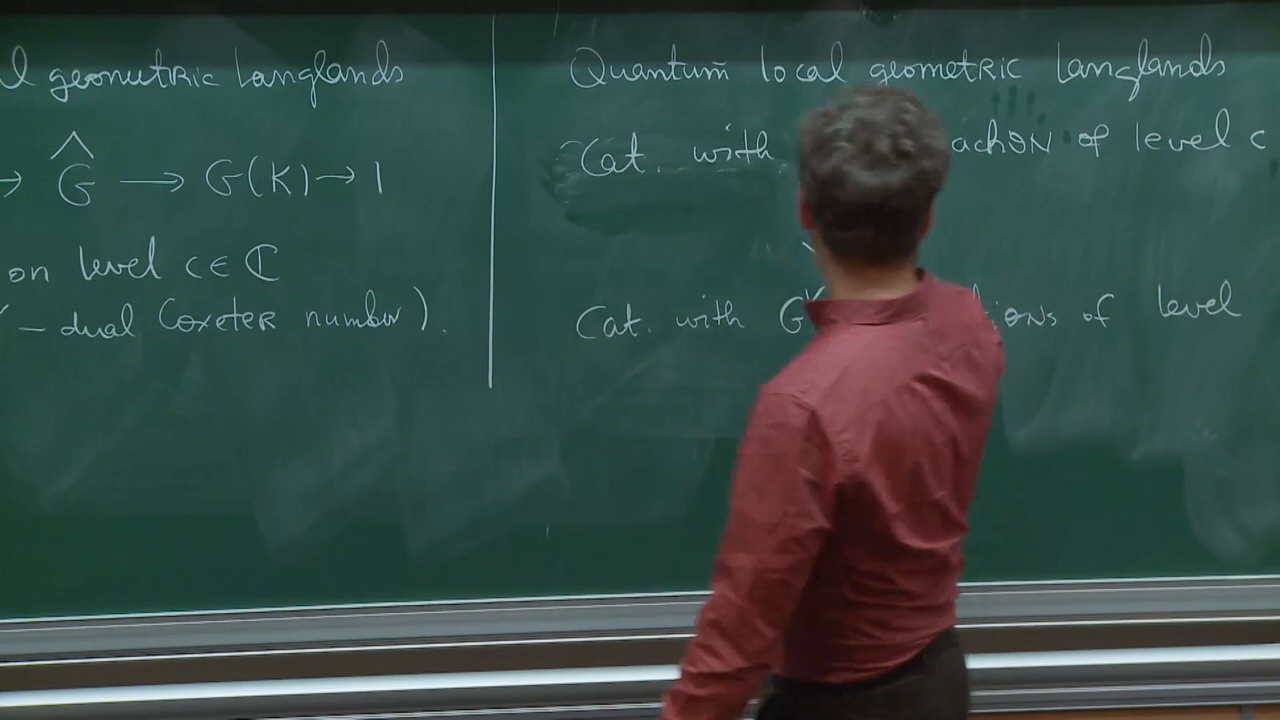 l geometric Langlands
→ Ĝ → G(K) → 1
on level c ∈ ℂ
– dual Coxeter number).
Quantum local geometric Langlands
Cat. with action of level c
Cat. with G^∨ ions of level